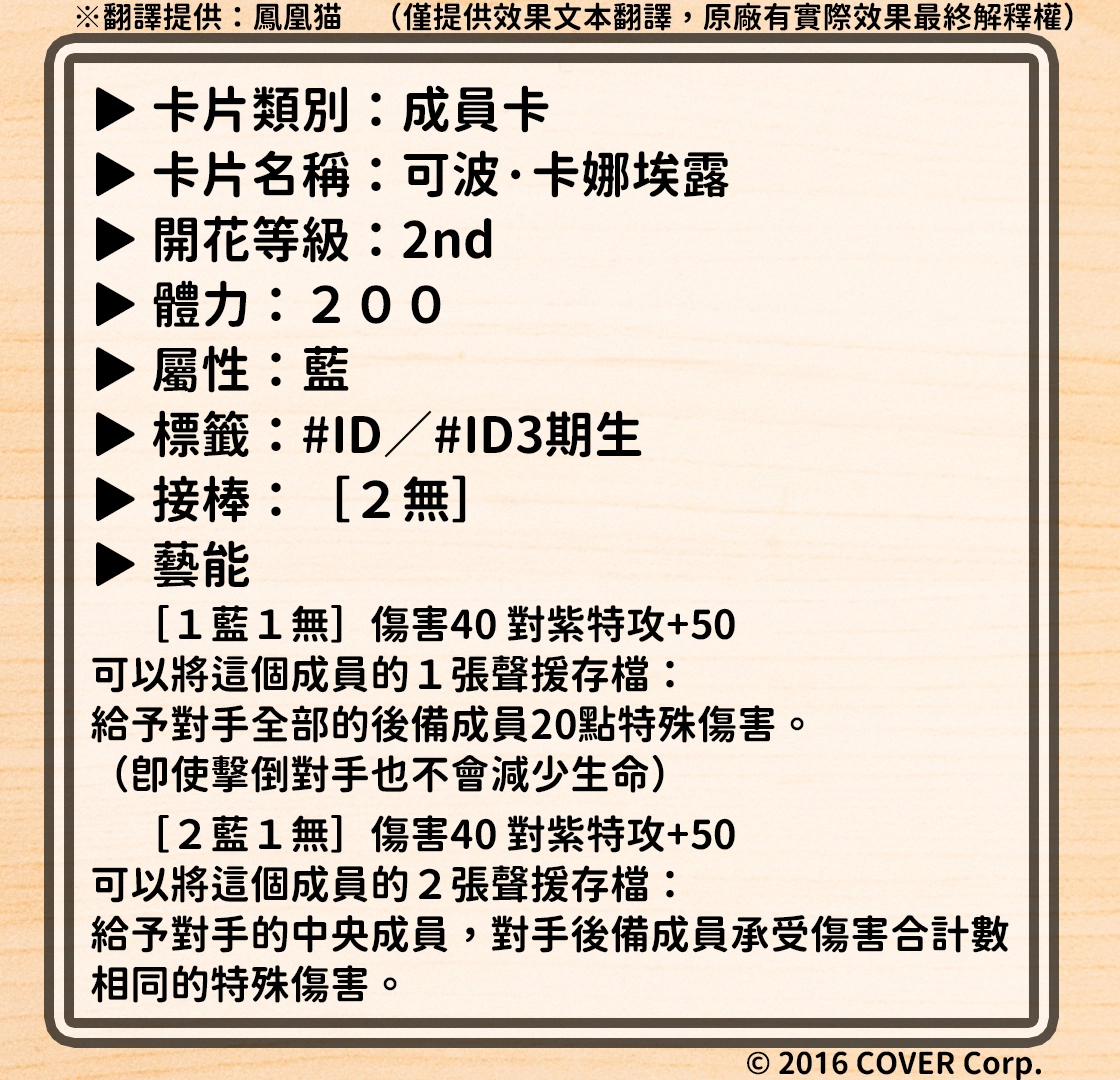 ※翻譯提供：鳳凰猫　（僅提供效果文本翻譯，原廠有實際效果最終解釋權）
▶ 卡片類別：成員卡
▶ 卡片名稱：可波·卡娜埃露
▶ 開花等級：2nd
▶ 體力：２００
▶ 屬性：藍
▶ 標籤：#ID／#ID3期生
▶ 接棒：［２無］
▶ 藝能
［１藍１無］傷害40 對紫特攻+50
可以將這個成員的１張聲援存檔：
給予對手全部的後備成員20點特殊傷害。
（即使擊倒對手也不會減少生命）
［２藍１無］傷害40 對紫特攻+50
可以將這個成員的２張聲援存檔：
給予對手的中央成員，對手後備成員承受傷害合計數
相同的特殊傷害。
© 2016 COVER Corp.